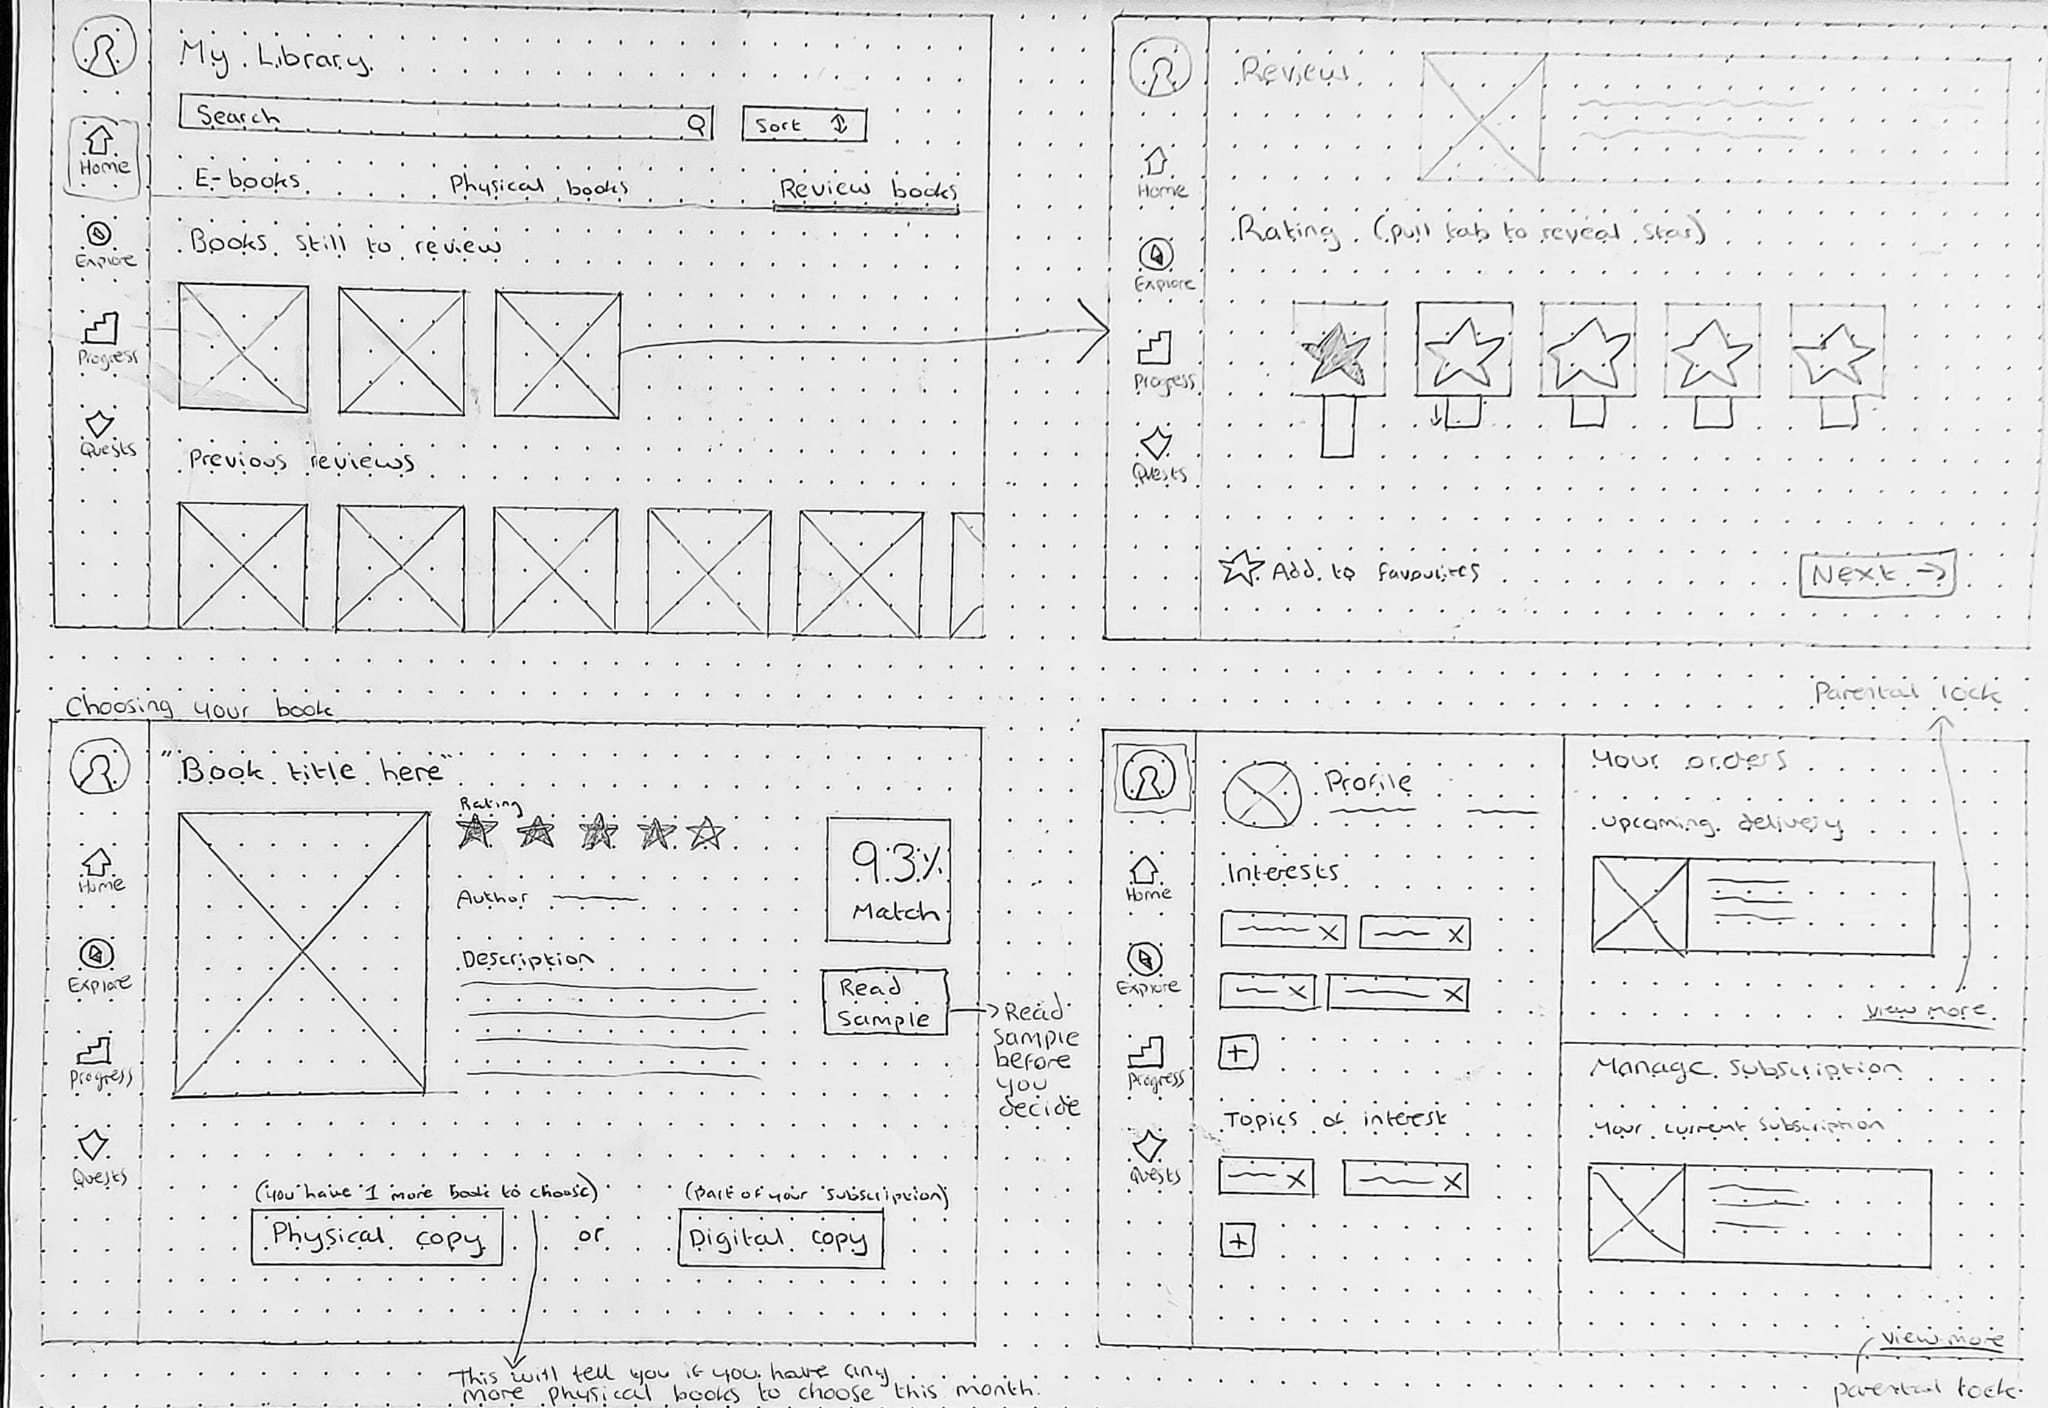 My Library
Search
Sort
Home
E-books
Physical books
Review books
Explore
Books still to review
Progress
Quests
Previous reviews
Review
Home
Rating (pull tab to reveal star)
Explore
Progress
Quests
Add to favourites
Next →
Choosing your book
"Book title here"
Rating
93%
Match
Author
Home
Description
Explore
Read
Sample
Read
sample
before
you
decide
Progress
Quests
(you have 1 more book to choose)
Physical copy
or
(part of your subscription)
Digital copy
This will tell you if you have any
more physical books to choose this month.
Parental lock
Profile
Interests
Home
Explore
Progress
Topics of interest
Quests
Your orders
upcoming delivery
view more
Manage Subscription
Your current subscription
view more
parental lock